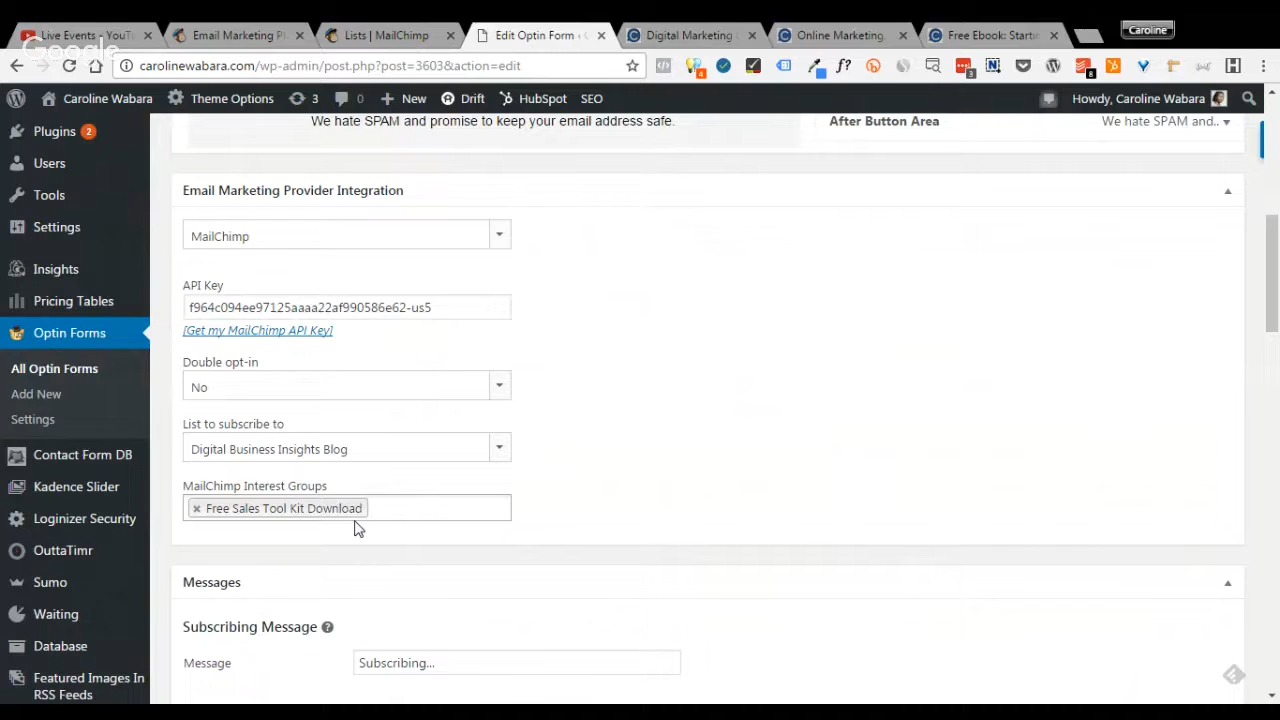 Live Events - YouTu
Email Marketing Pl
Lists | MailChimp
Edit Optin Form ‹ C
Digital Marketing
Online Marketing,
Free Ebook: Starte
Caroline
Google
carolinewabara.com/wp-admin/post.php?post=3603&action=edit
4
f?
3
8
Caroline Wabara
Theme Options
3
0
New
Drift
HubSpot
SEO
Howdy, Caroline Wabara
Plugins 2
Users
Tools
Settings
Insights
Pricing Tables
Optin Forms
All Optin Forms
Add New
Settings
Contact Form DB
Kadence Slider
Loginizer Security
OuttaTimr
Sumo
Waiting
Database
Featured Images In
RSS Feeds
We hate SPAM and promise to keep your email address safe.
After Button Area
We hate SPAM and..
Email Marketing Provider Integration
MailChimp
API Key
f964c094ee97125aaaa22af990586e62-us5
[Get my MailChimp API Key]
Double opt-in
No
List to subscribe to
Digital Business Insights Blog
MailChimp Interest Groups
× Free Sales Tool Kit Download
Messages
Subscribing Message ?
Message
Subscribing...